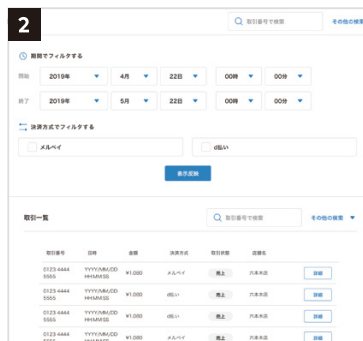 2
取引番号で検索 その他の検索
期間でフィルタする
開始 2019年 4月 22日 00時 00分
終了 2019年 5月 22日 00時 00分
決済方式でフィルタする
メルペイ d払い
表示反映
取引一覧 取引番号で検索 その他の検索
取引番号 日時 金額 決済方式 取引状態 店舗名
0123 4444 YYYY/MM/DD
5555 HH:MM:SS ¥1,080 メルペイ 売上 六本木店 詳細
0123 4444 YYYY/MM/DD
5555 HH:MM:SS ¥1,080 d払い 売上 六本木店 詳細
0123 4444 YYYY/MM/DD
5555 HH:MM:SS ¥1,080 d払い 売上 六本木店 詳細
0123 4444 YYYY/MM/DD
5555 HH:MM:SS ¥1,080 メルペイ 売上 六本木店 詳細